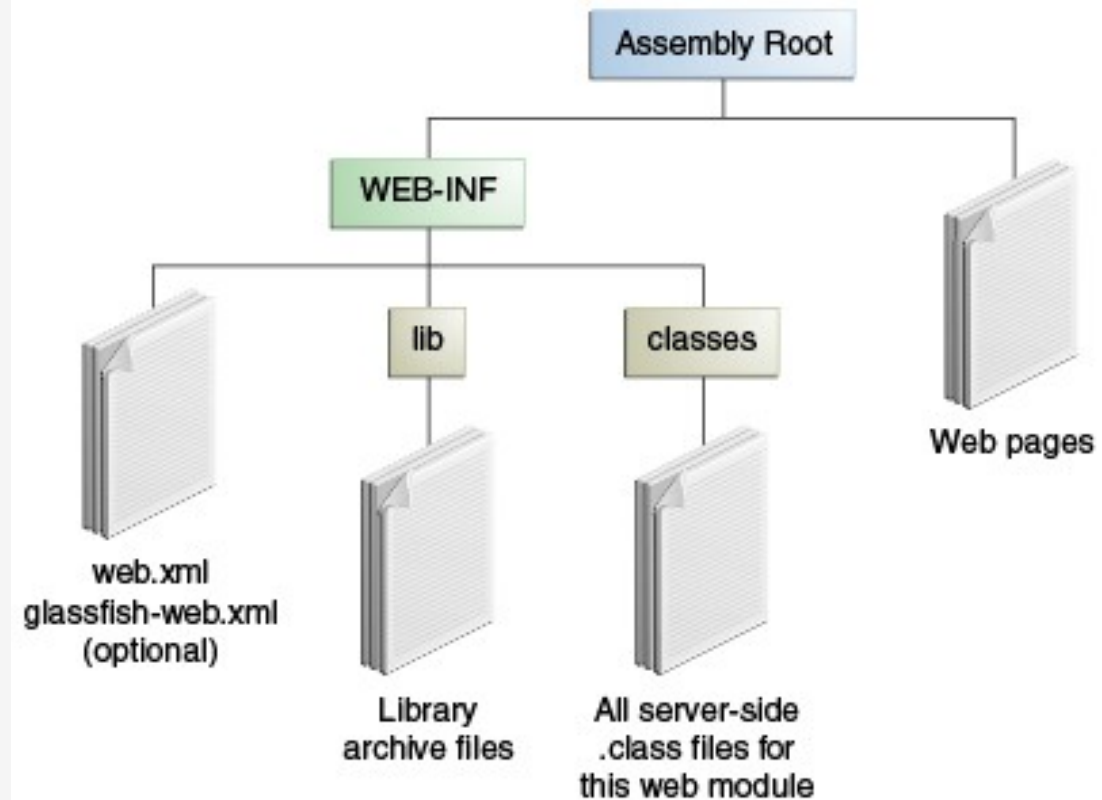 Assembly Root
WEB-INF
lib
classes
Web pages
web.xml
glassfish-web.xml
(optional)
Library
archive files
All server-side
.class files for
this web module